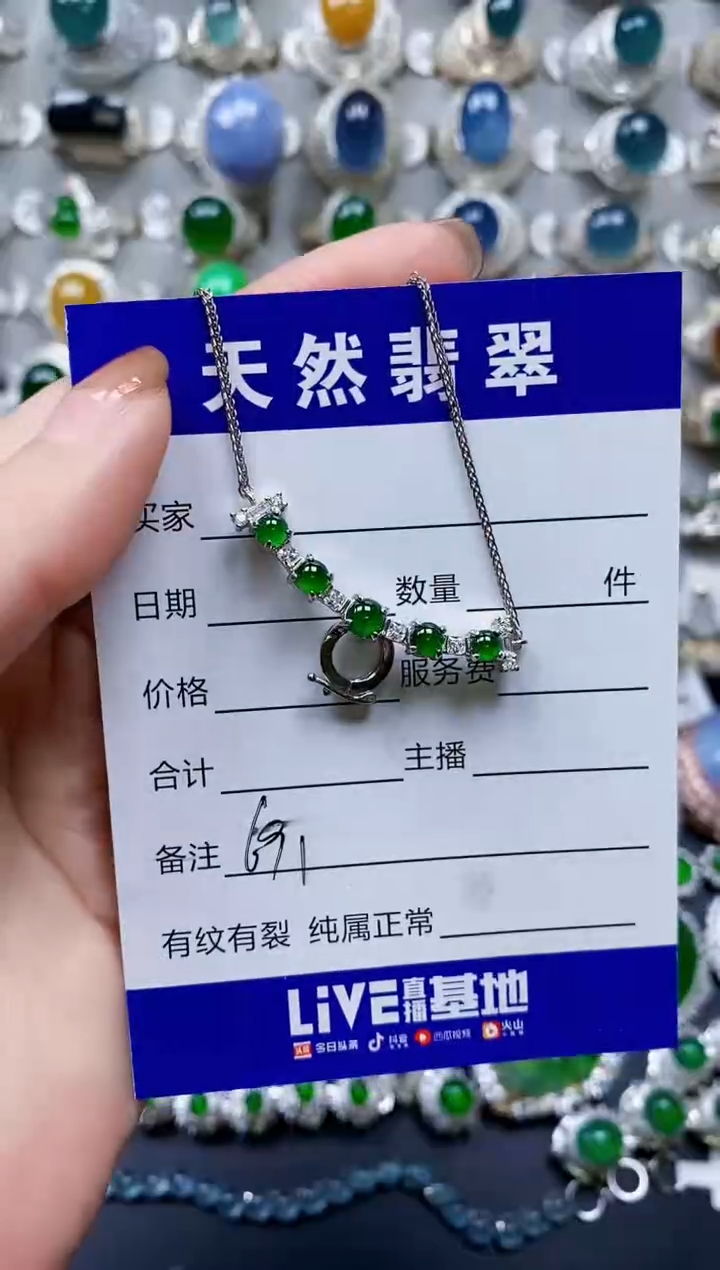 天然翡翠
买家
日期 数量 件
价格 服务费
合计 主播
备注 691
有纹有裂 纯属正常
LiVE直播基地
头条 今日头条 抖音 西瓜视频 火山